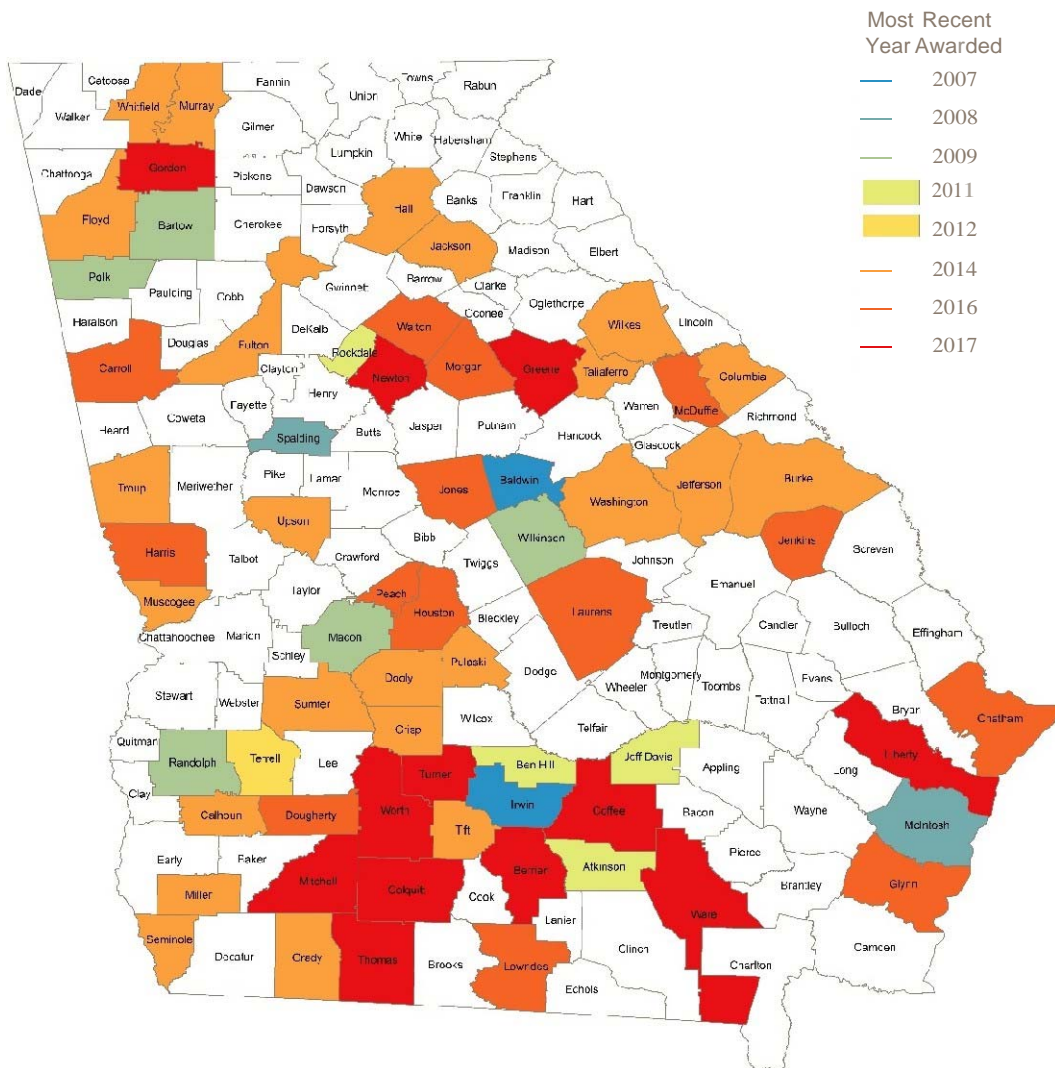 Most Recent
Year Awarded
2007
2008
2009
2011
2012
2014
2016
2017
Dade
Catoosa
Whitfield
Murray
Fannin
Union
Towns
Rabun
Walker
Gilmer
White
Habersham
Lumpkin
Stephens
Chattooga
Gordon
Pickens
Dawson
Banks
Franklin
Hart
Floyd
Bartow
Cherokee
Forsyth
Hall
Jackson
Madison
Elbert
Polk
Paulding
Cobb
Gwinnett
Barrow
Clarke
Oglethorpe
Oconee
Haralson
Douglas
Fulton
DeKalb
Walton
Wilkes
Lincoln
Carroll
Clayton
Rockdale
Newton
Morgan
Greene
Taliaferro
Columbia
McDuffie
Heard
Coweta
Fayette
Henry
Warren
Richmond
Spalding
Butts
Jasper
Putnam
Hancock
Glascock
Troup
Meriwether
Pike
Lamar
Monroe
Jones
Baldwin
Washington
Jefferson
Burke
Upson
Harris
Talbot
Crawford
Bibb
Twiggs
Wilkinson
Johnson
Jenkins
Screven
Emanuel
Muscogee
Taylor
Peach
Houston
Laurens
Bleckley
Treutlen
Candler
Bulloch
Effingham
Chattahoochee
Marion
Schley
Macon
Pulaski
Dodge
Wheeler
Montgomery
Toombs
Tattnall
Evans
Bryan
Chatham
Stewart
Webster
Sumter
Dooly
Crisp
Wilcox
Telfair
Quitman
Randolph
Terrell
Lee
Turner
Ben Hill
Jeff Davis
Appling
Long
Liberty
Clay
Calhoun
Dougherty
Worth
Tift
Irwin
Coffee
Bacon
Wayne
McIntosh
Early
Baker
Mitchell
Colquitt
Cook
Berrien
Atkinson
Pierce
Brantley
Glynn
Miller
Ware
Lanier
Clinch
Seminole
Decatur
Grady
Thomas
Brooks
Lowndes
Echols
Charlton
Camden